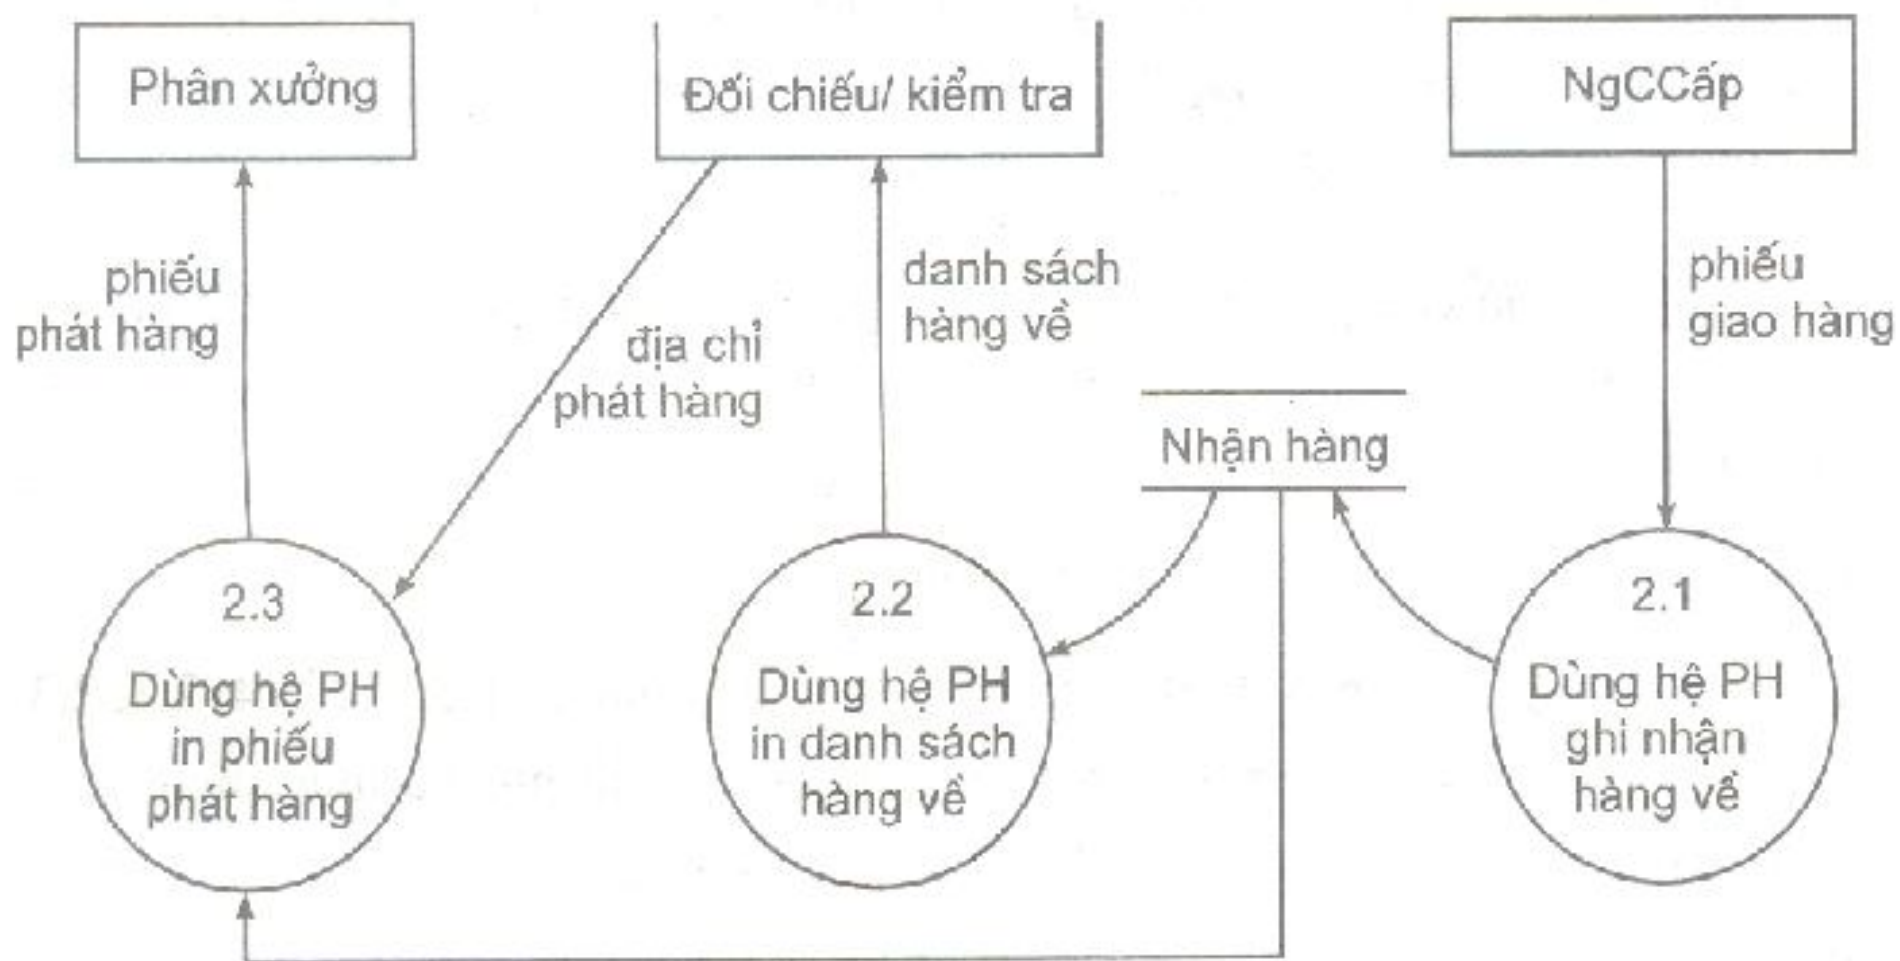 Phân xưởng
Đối chiếu/ kiểm tra
NgCCấp
phiếu
phát hàng
địa chỉ
phát hàng
danh sách
hàng về
phiếu
giao hàng
Nhận hàng
2.3
Dùng hệ PH
in phiếu
phát hàng
2.2
Dùng hệ PH
in danh sách
hàng về
2.1
Dùng hệ PH
ghi nhận
hàng về